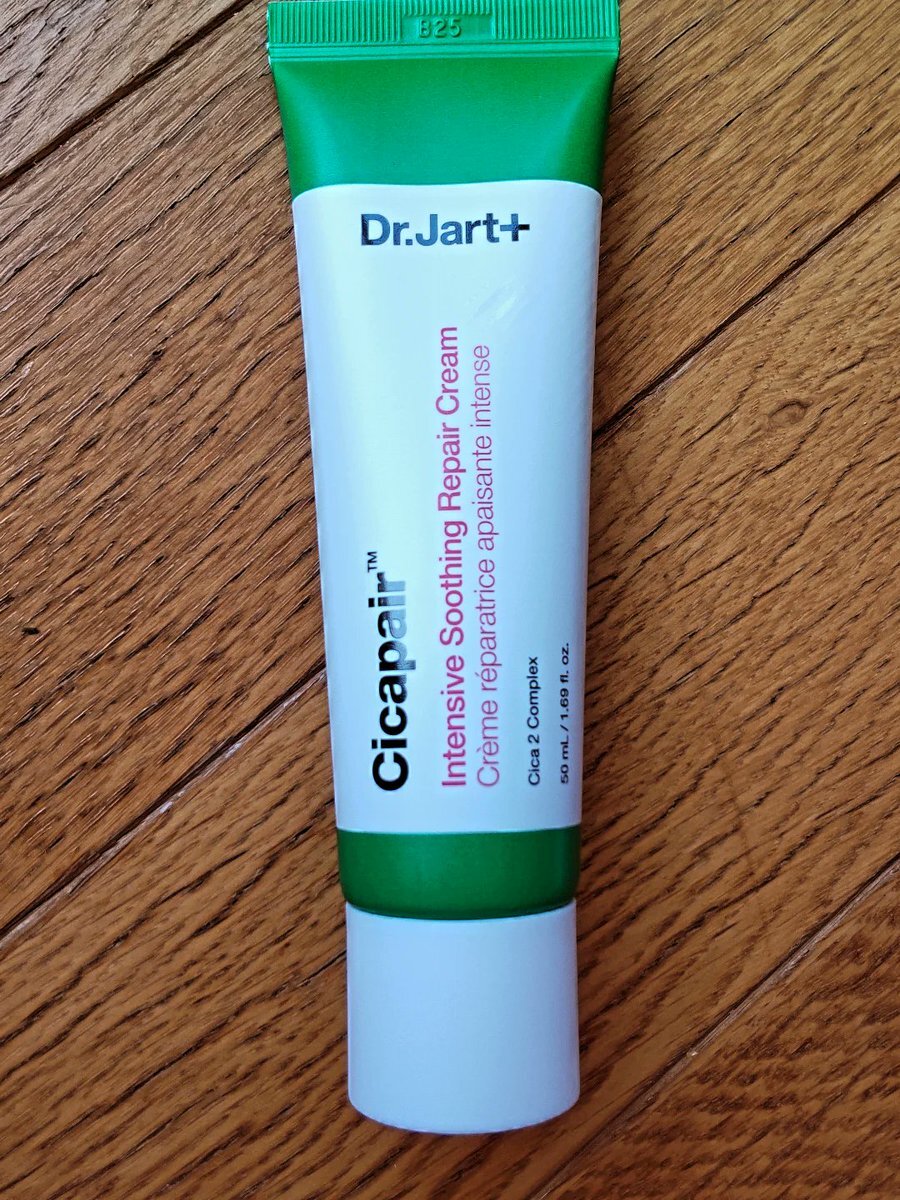 B25
Dr.Jart+
Cicapair™
Intensive Soothing Repair Cream
Crème réparatrice apaisante intense
Cica 2 Complex
50 mL / 1.69 fl. oz.